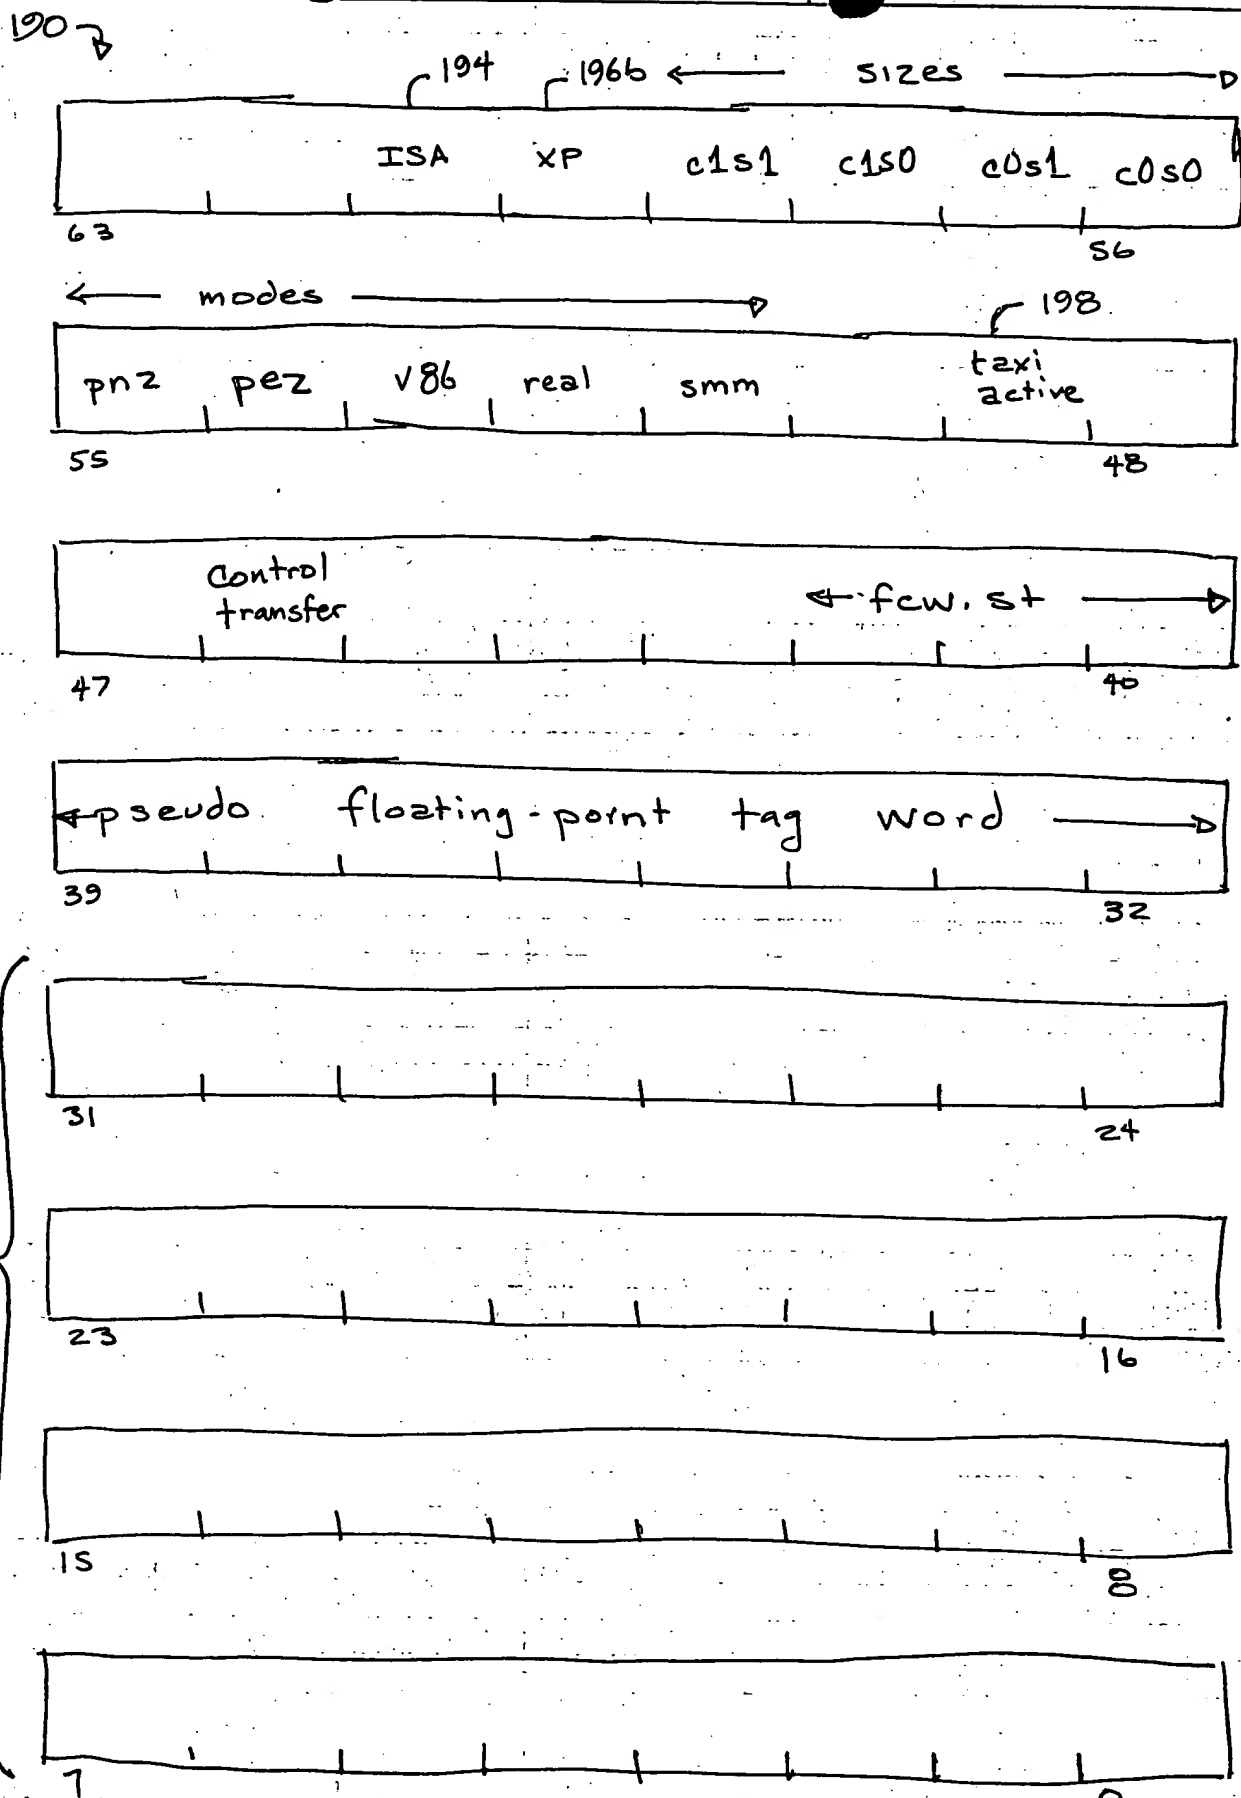 190
194 196b sizes
ISA XP c1s1 c1s0 c0s1 c0s0
63 56
modes 198
pnz pez v86 real smm taxi
active
55 48
Control
transfer
fcw.st
47 40
pseudo floating-point tag word
39 32
31 24
23 16
15 8
7